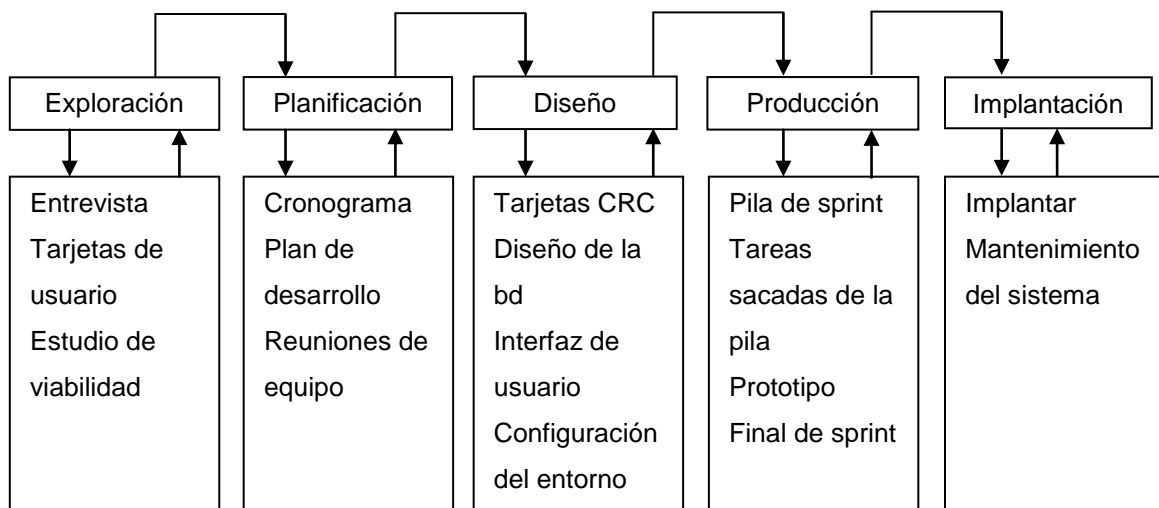 Exploración
Planificación
Diseño
Producción
Implantación
Entrevista
Tarjetas de
usuario
Estudio de
viabilidad
Cronograma
Plan de
desarrollo
Reuniones de
equipo
Tarjetas CRC
Diseño de la
bd
Interfaz de
usuario
Configuración
del entorno
Pila de sprint
Tareas
sacadas de la
pila
Prototipo
Final de sprint
Implantar
Mantenimiento
del sistema